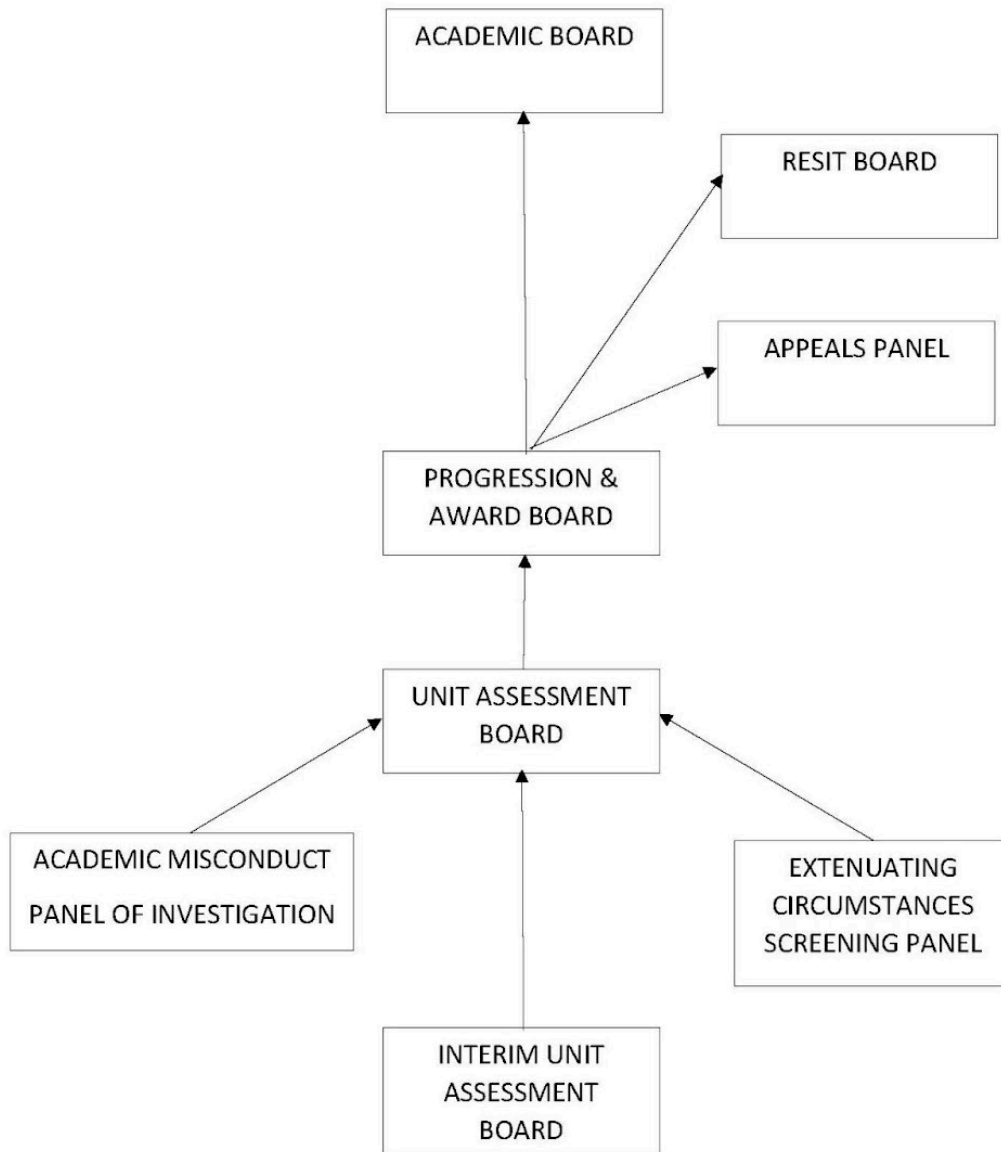 ACADEMIC BOARD
RESIT BOARD
APPEALS PANEL
PROGRESSION &
AWARD BOARD
UNIT ASSESSMENT
BOARD
ACADEMIC MISCONDUCT
PANEL OF INVESTIGATION
EXTENUATING
CIRCUMSTANCES
SCREENING PANEL
INTERIM UNIT
ASSESSMENT
BOARD